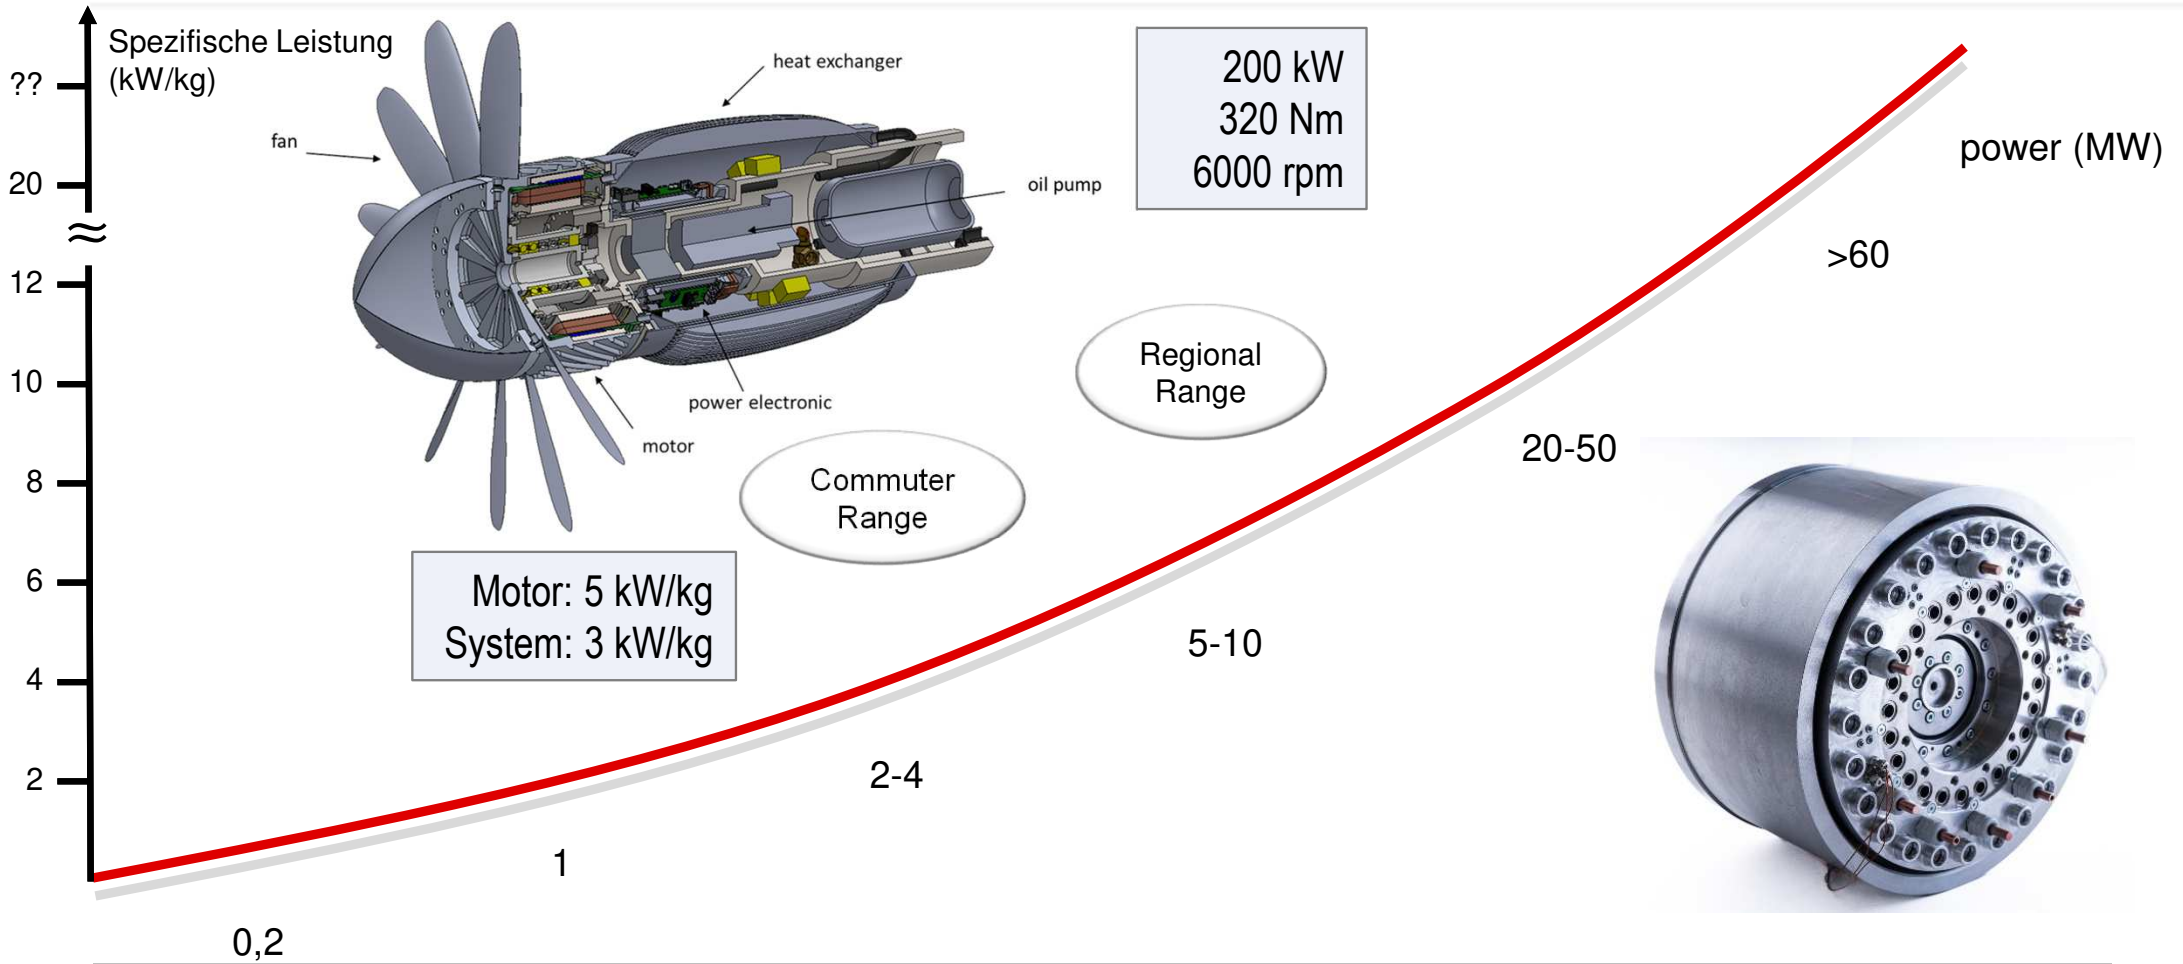 Spezifische Leistung
(kW/kg)
??
20
12
10
8
6
4
2
fan
heat exchanger
oil pump
power electronic
motor
200 kW
320 Nm
6000 rpm
Regional
Range
Commuter
Range
Motor: 5 kW/kg
System: 3 kW/kg
power (MW)
>60
20-50
5-10
2-4
1
0,2